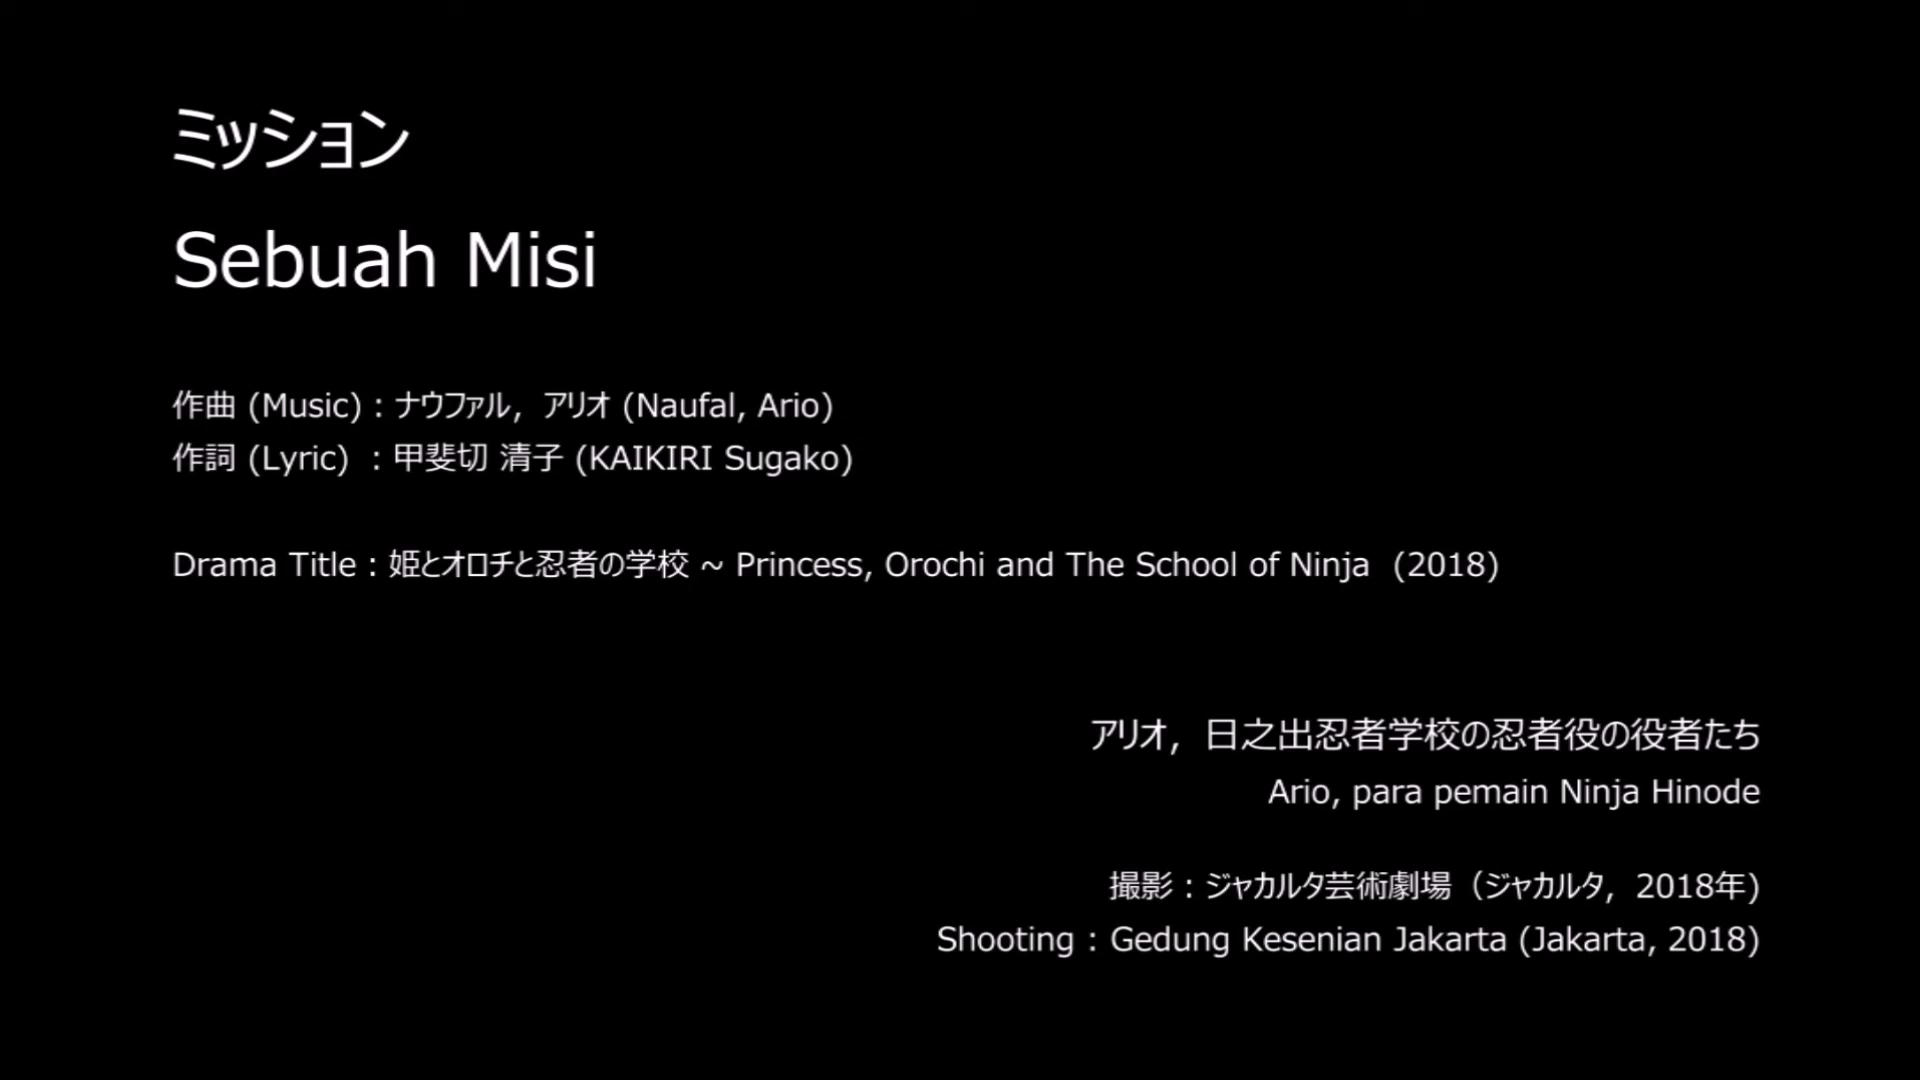 ミッション
Sebuah Misi
作曲 (Music) : ナウファル, アリオ (Naufal, Ario)
作詞 (Lyric) : 甲斐切 清子 (KAIKIRI Sugako)
Drama Title : 姫とオロチと忍者の学校 ~ Princess, Orochi and The School of Ninja (2018)
アリオ, 日之出忍者学校の忍者役の役者たち
Ario, para pemain Ninja Hinode
撮影 : ジャカルタ芸術劇場 (ジャカルタ, 2018年)
Shooting : Gedung Kesenian Jakarta (Jakarta, 2018)